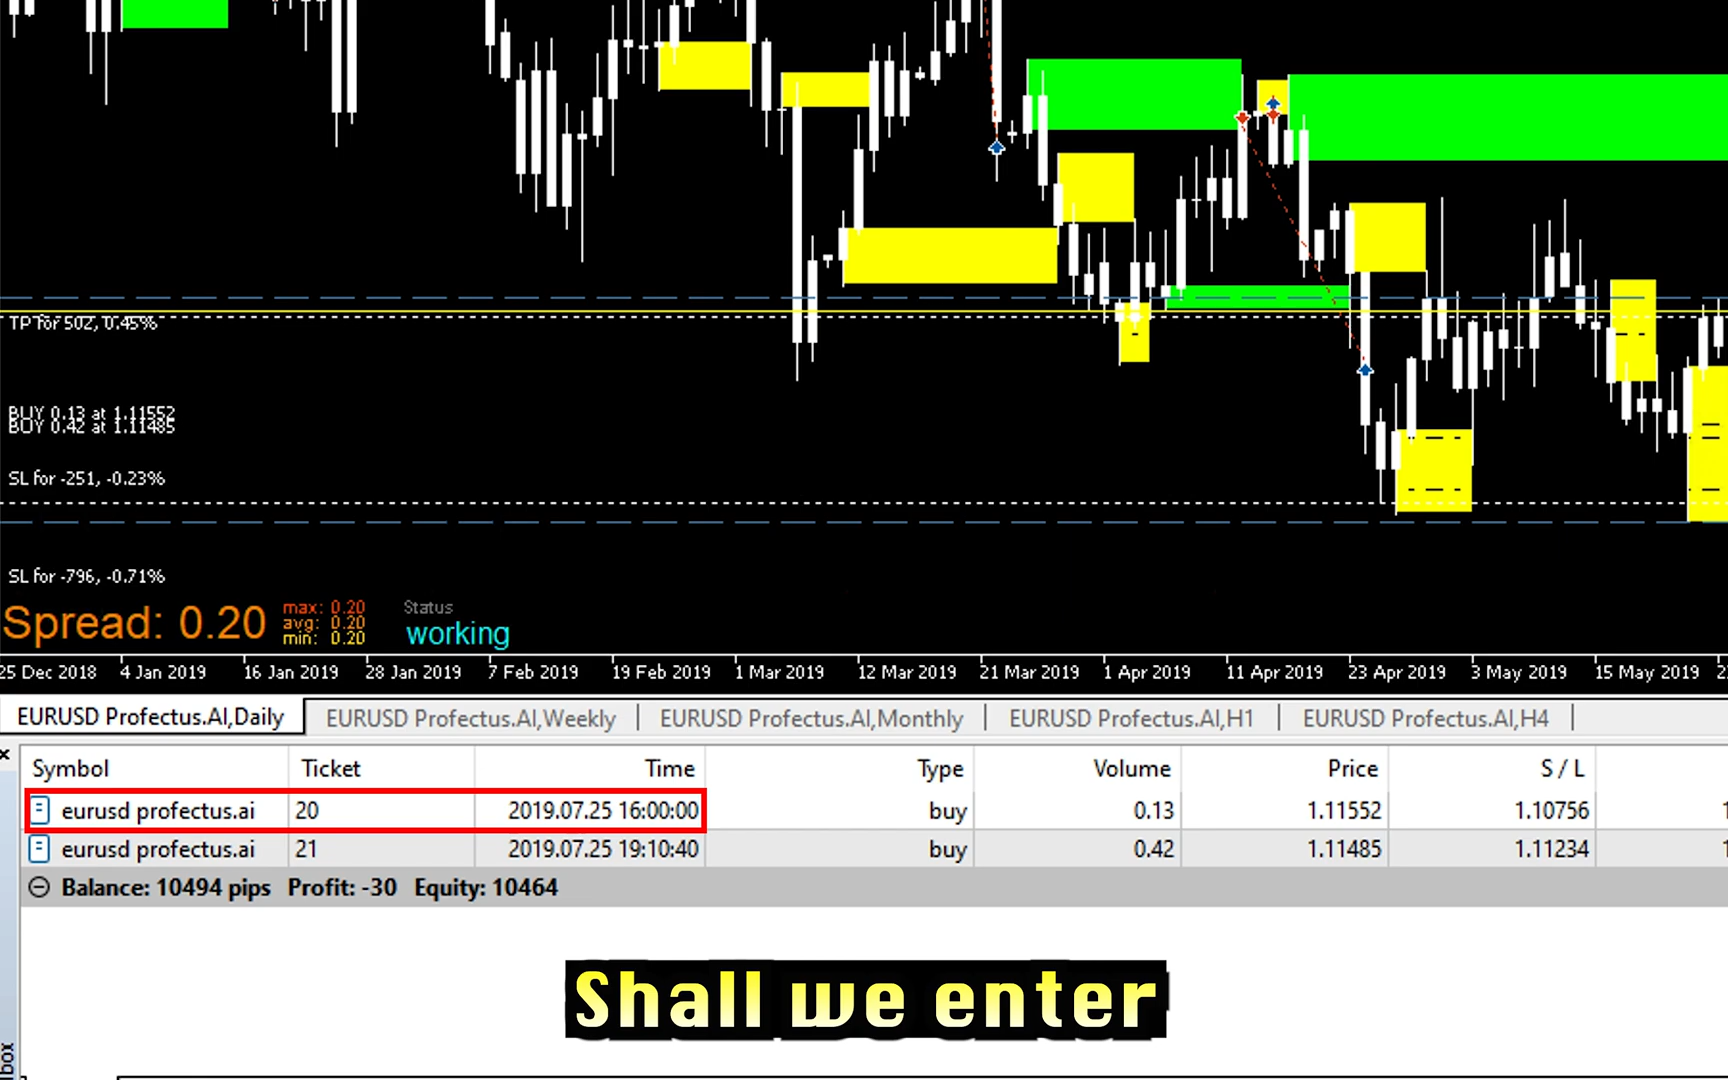 TP for 502, 0.45%
BUY 0.13 at 1.11552
BUY 0.42 at 1.11485
SL for -251, -0.23%
SL for -796, -0.71%
Spread: 0.20
max: 0.20
avg: 0.20
min: 0.20
Status
working
25 Dec 2018 4 Jan 2019 16 Jan 2019 28 Jan 2019 7 Feb 2019 19 Feb 2019 1 Mar 2019 12 Mar 2019 21 Mar 2019 1 Apr 2019 11 Apr 2019 23 Apr 2019 3 May 2019 15 May 2019
EURUSD Profectus.AI,Daily EURUSD Profectus.AI,Weekly EURUSD Profectus.AI,Monthly EURUSD Profectus.AI,H1 EURUSD Profectus.AI,H4
Symbol Ticket Time Type Volume Price S / L
eurusd profectus.ai 20 2019.07.25 16:00:00 buy 0.13 1.11552 1.10756
eurusd profectus.ai 21 2019.07.25 19:10:40 buy 0.42 1.11485 1.11234
Balance: 10494 pips Profit: -30 Equity: 10464
Shall we enter